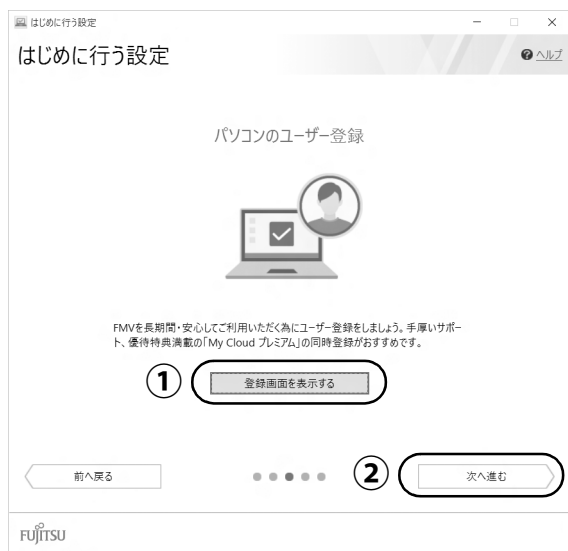 はじめに行う設定
はじめに行う設定
? ヘルプ
パソコンのユーザー登録
FMVを長期間・安心してご利用いただく為にユーザー登録をしましょう。手厚いサポー
ト、優待特典満載の「My Cloud プレミアム」の同時登録がおすすめです。
① 登録画面を表示する
前へ戻る ② 次へ進む
FUJITSU